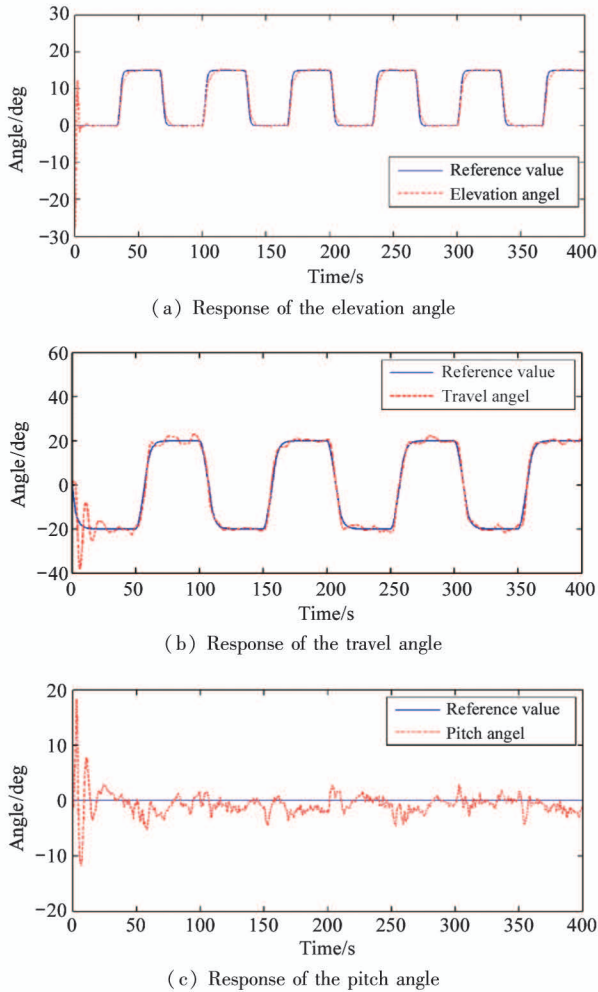 30
20
10
0
−10
−20
−30
Angle/deg
Reference value
Elevation angel
0 50 100 150 200 250 300 350 400
Time/s
(a) Response of the elevation angle
60
40
20
0
−20
−40
Angle/deg
Reference value
Travel angel
0 50 100 150 200 250 300 350 400
Time/s
(b) Response of the travel angle
20
10
0
−10
−20
Angle/deg
Reference value
Pitch angel
0 50 100 150 200 250 300 350 400
Time/s
(c) Response of the pitch angle